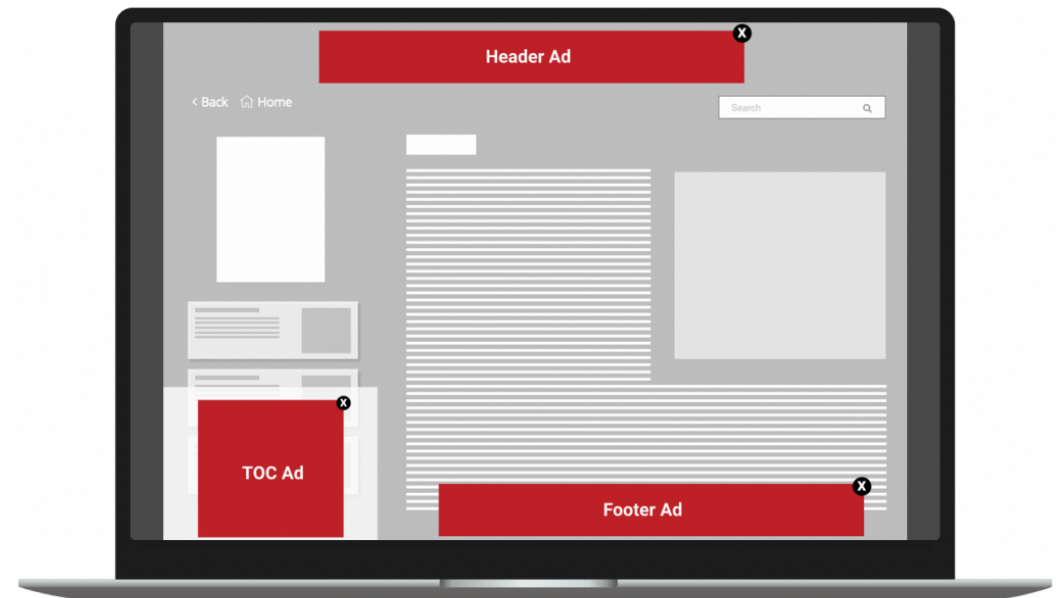 X
Header Ad
< Back Home
Search
X
TOC Ad
X
Footer Ad